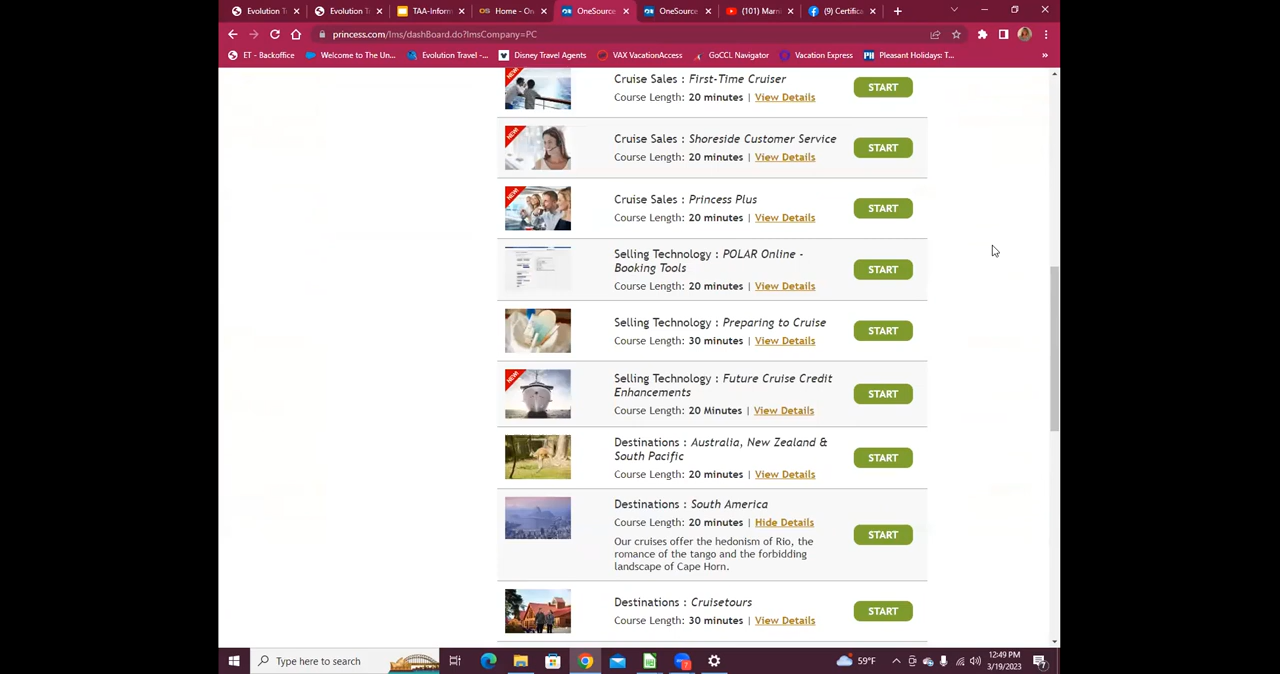 Evolution T
Evolution T
TAA-Inform
Home - On
OneSource
OneSource
(101) Marri
(9) Certifica
princess.com/lms/dashBoard.do?lmsCompany=PC
ET - Backoffice
Welcome to The Un...
Evolution Travel -...
Disney Travel Agents
VAX VacationAccess
GoCCL Navigator
Vacation Express
Pleasant Holidays: T...
NEW!
Cruise Sales : First-Time Cruiser
Course Length: 20 minutes | View Details
START
NEW!
Cruise Sales : Shoreside Customer Service
Course Length: 20 minutes | View Details
START
NEW!
Cruise Sales : Princess Plus
Course Length: 20 minutes | View Details
START
Selling Technology : POLAR Online -
Booking Tools
Course Length: 20 minutes | View Details
START
Selling Technology : Preparing to Cruise
Course Length: 30 minutes | View Details
START
NEW!
Selling Technology : Future Cruise Credit
Enhancements
Course Length: 20 Minutes | View Details
START
Destinations : Australia, New Zealand &
South Pacific
Course Length: 20 minutes | View Details
START
Destinations : South America
Course Length: 20 minutes | Hide Details
Our cruises offer the hedonism of Rio, the
romance of the tango and the forbidding
landscape of Cape Horn.
START
Destinations : Cruisetours
Course Length: 30 minutes | View Details
START
Type here to search
59°F
12:49 PM
3/19/2023